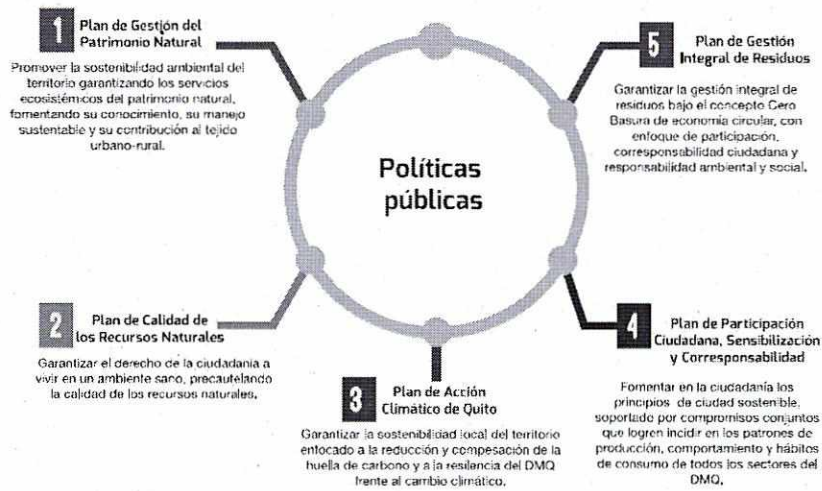 Políticas
públicas
1
Plan de Gestión del
Patrimonio Natural
Promover la sostenibilidad ambiental del
territorio garantizando los servicios
ecosistémicos del patrimonio natural,
fomentando su conocimiento, su manejo
sustentable y su contribución al tejido
urbano-rural.
2
Plan de Calidad de
los Recursos Naturales
Garantizar el derecho de la ciudadanía a
vivir en un ambiente sano, precautelando
la calidad de los recursos naturales.
3
Plan de Acción
Climático de Quito
Garantizar la sostenibilidad local del territorio
enfocado a la reducción y compesación de la
huella de carbono y a la resilencia del DMQ
frente al cambio climático.
4
Plan de Participación
Ciudadana, Sensibilización
y Corresponsabilidad
Fomentar en la ciudadanía los
principios de ciudad sostenible,
soportado por compromisos conjuntos
que logren incidir en los patrones de
producción, comportamiento y hábitos
de consumo de todos los sectores del
DMQ.
5
Plan de Gestión
Integral de Residuos
Garantizar la gestión integral de
residuos bajo el concepto Cero
Basura de economía circular, con
enfoque de participación,
corresponsabilidad ciudadana y
responsabilidad ambiental y social.